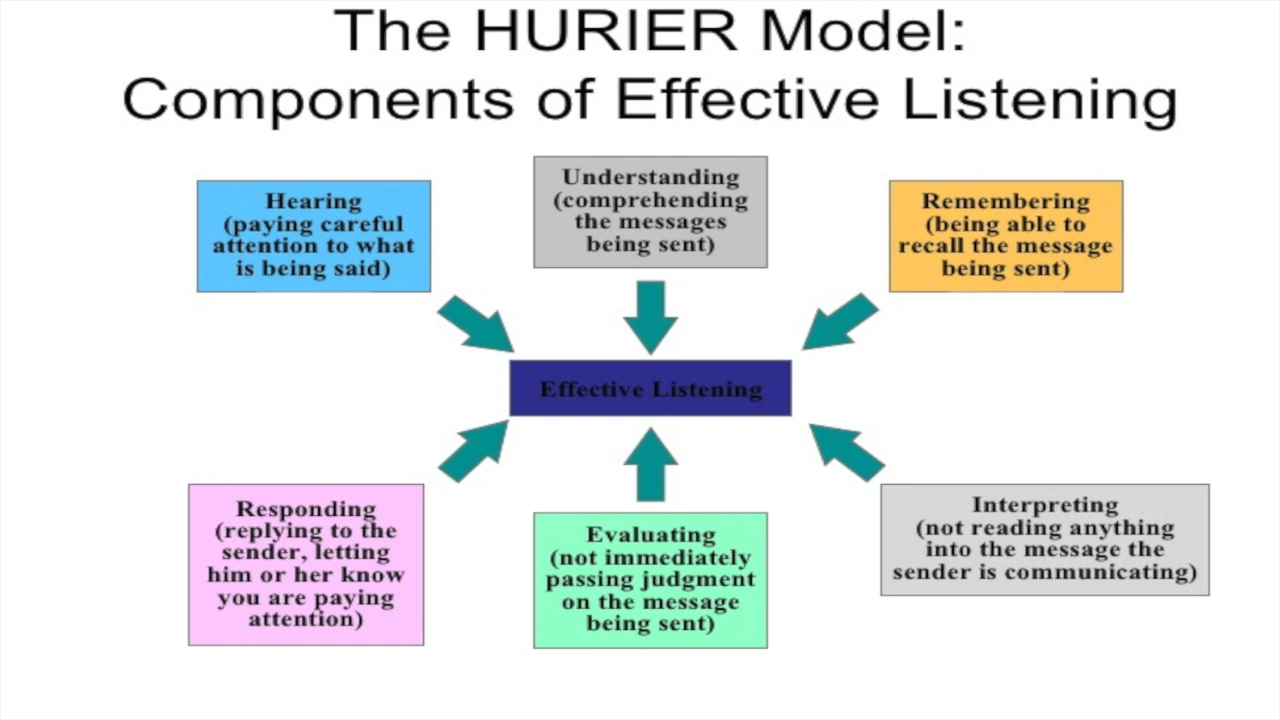 The HURIER Model:
Components of Effective Listening
Hearing
(paying careful
attention to what
is being said)
Understanding
(comprehending
the messages
being sent)
Remembering
(being able to
recall the message
being sent)
Effective Listening
Responding
(replying to the
sender, letting
him or her know
you are paying
attention)
Evaluating
(not immediately
passing judgment
on the message
being sent)
Interpreting
(not reading anything
into the message the
sender is communicating)